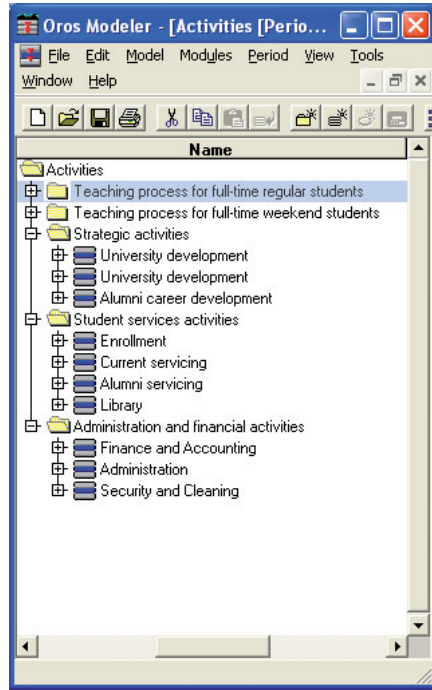 Oros Modeler - [Activities [Perio...
File Edit Model Modules Period View Tools
Window Help
Name
Activities
Teaching process for full-time regular students
Teaching process for full-time weekend students
Strategic activities
University development
University development
Alumni career development
Student services activities
Enrollment
Current servicing
Alumni servicing
Library
Administration and financial activities
Finance and Accounting
Administration
Security and Cleaning